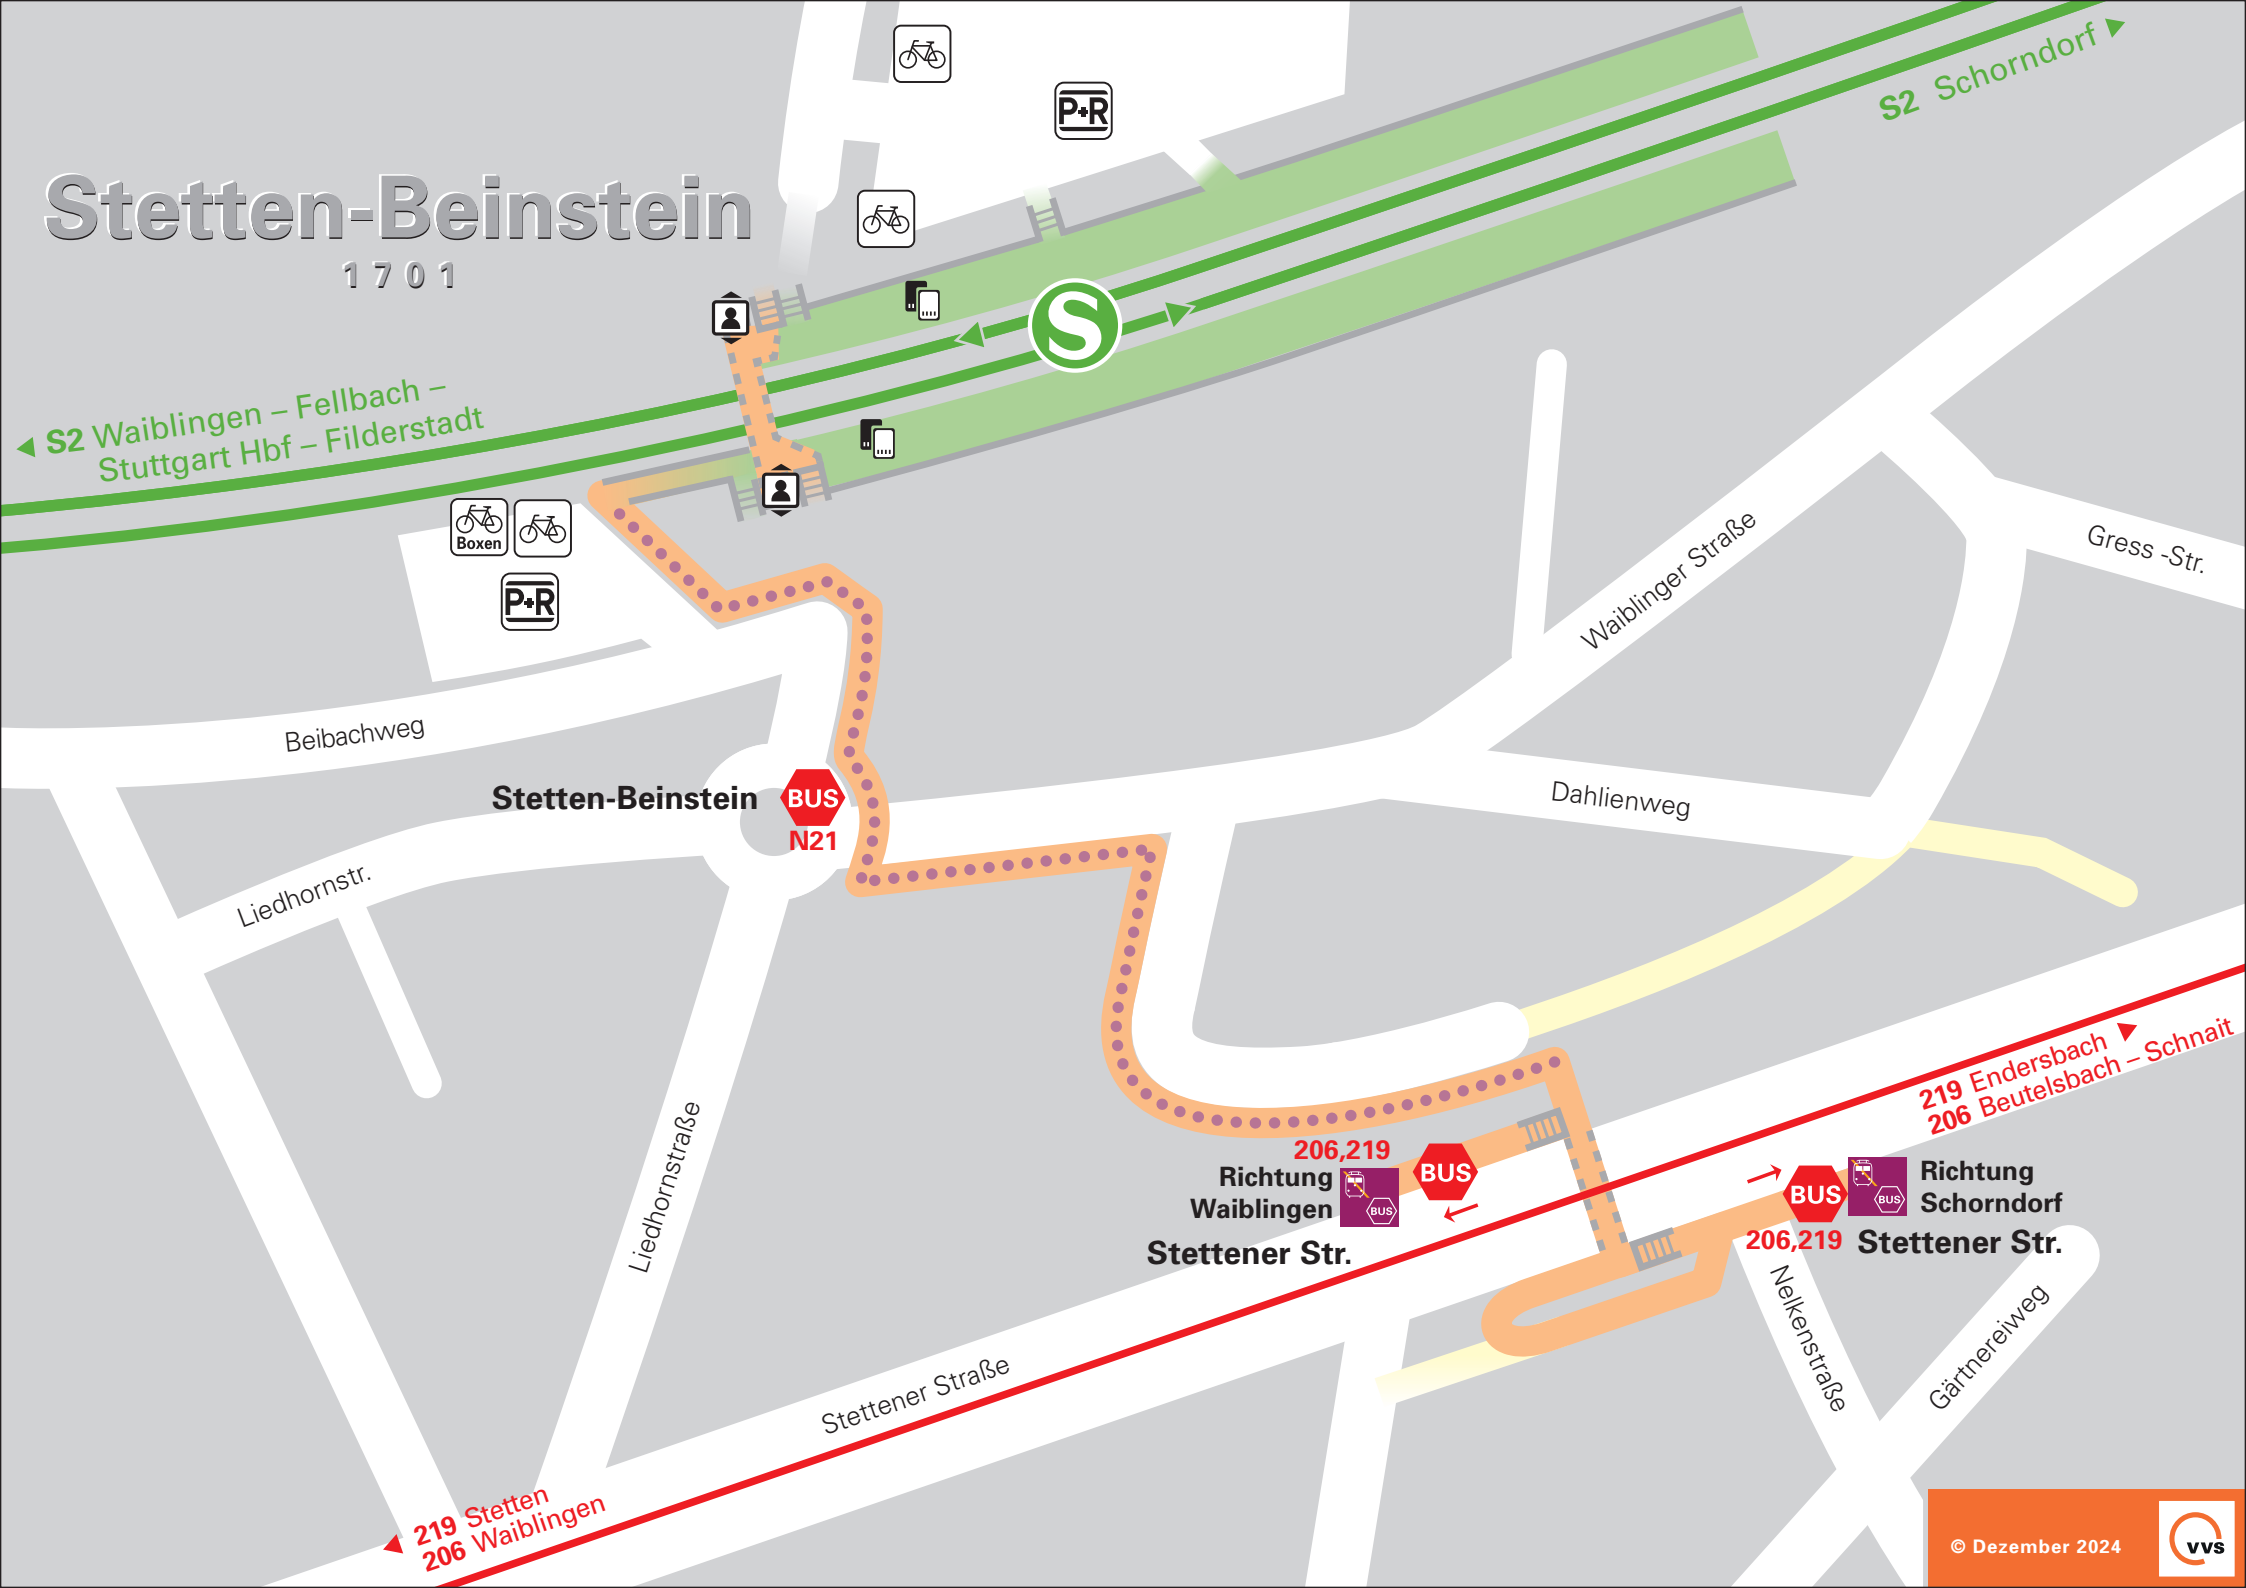 S2 Schorndorf
P+R
Stetten-Beinstein
1701
S
S2 Waiblingen – Fellbach –
Stuttgart Hbf – Filderstadt
Boxen
P+R
Waiblinger Straße
Gress -Str.
Beibachweg
Stetten-Beinstein
BUS
N21
Dahlienweg
Liedhornstr.
219 Endersbach
206 Beutelsbach – Schnait
206,219
Richtung
Waiblingen
BUS
BUS
Stettener Str.
BUS
BUS
Richtung
Schorndorf
206,219
Stettener Str.
Liedhornstraße
Nelkenstraße
Gärtnereiweg
Stettener Straße
219 Stetten
206 Waiblingen
© Dezember 2024
vvs